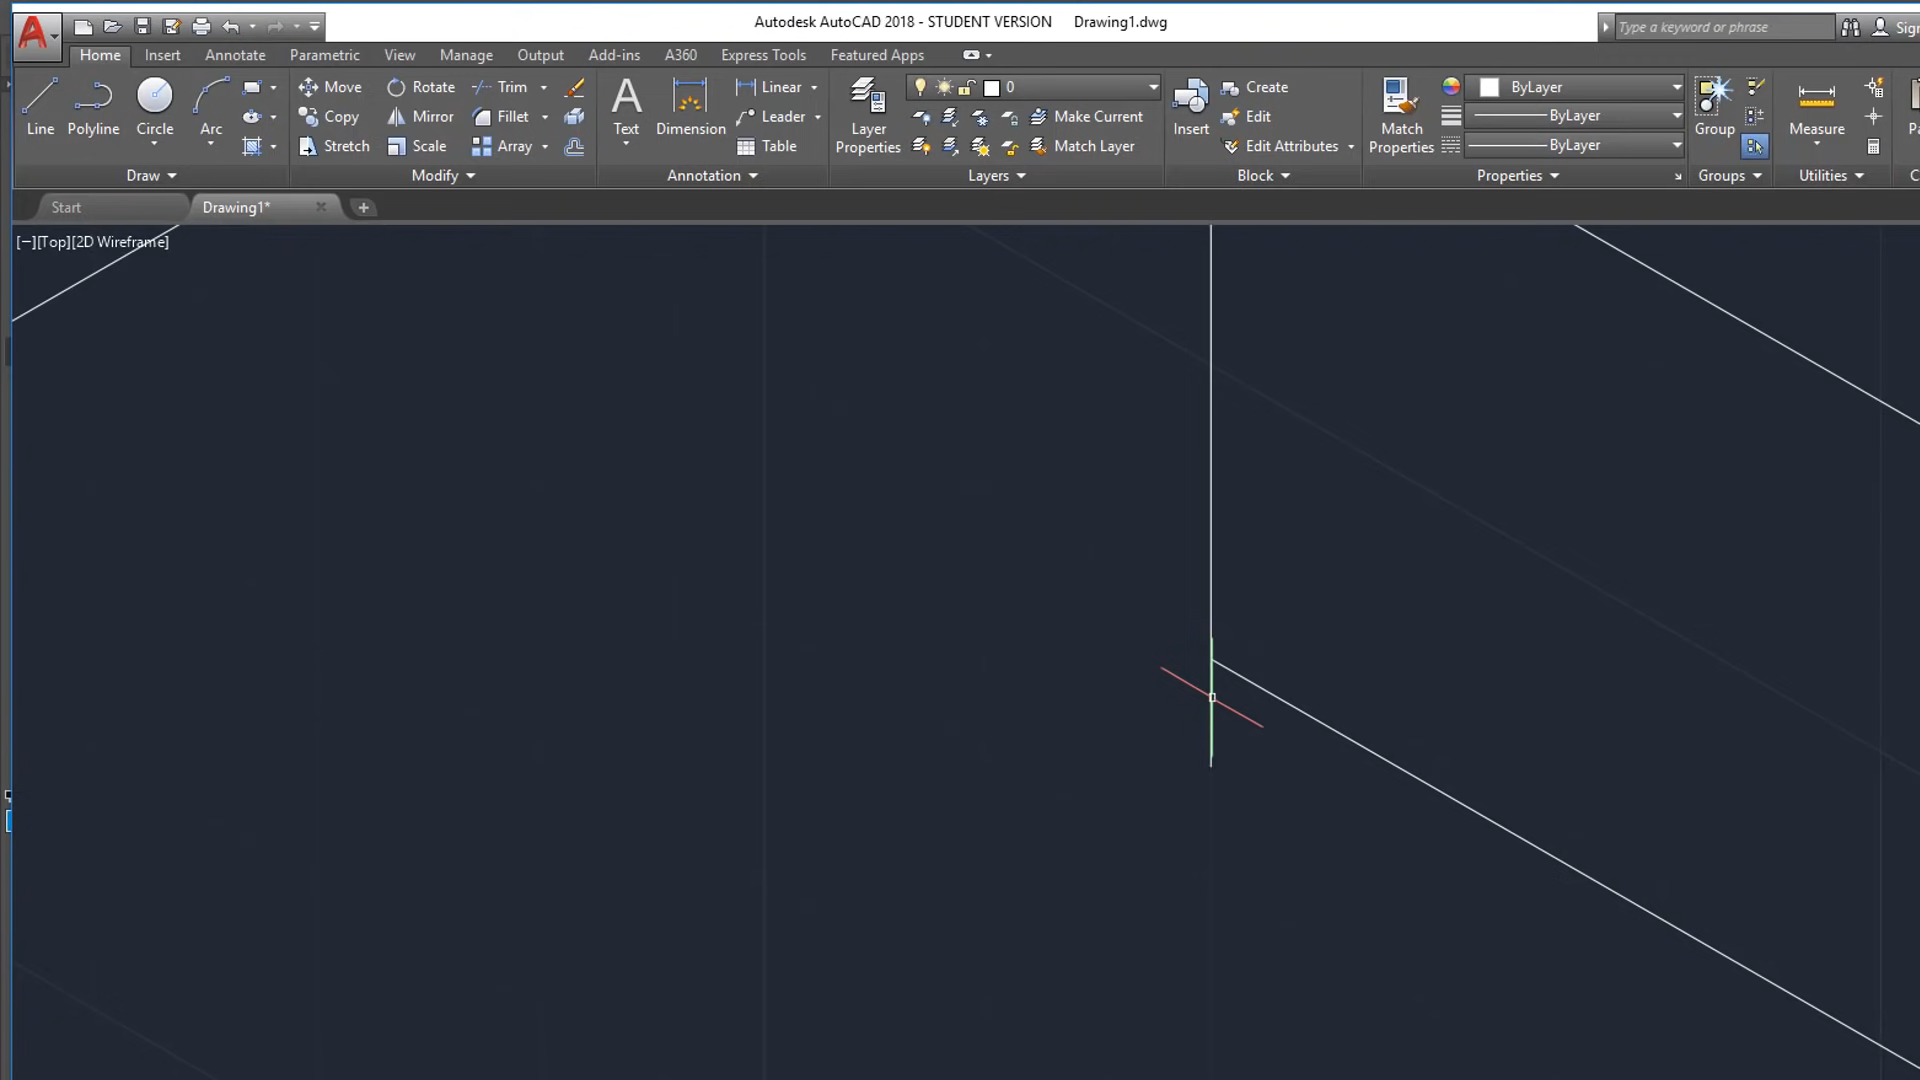 Autodesk AutoCAD 2018 - STUDENT VERSION Drawing1.dwg
Type a keyword or phrase
Sign
Home Insert Annotate Parametric View Manage Output Add-ins A360 Express Tools Featured Apps
Line Polyline Circle Arc
Move Rotate Trim
Copy Mirror Fillet
Stretch Scale Array
Text Dimension
Linear
Leader
Table
Layer Properties
0
Make Current
Match Layer
Insert
Create
Edit
Edit Attributes
Match Properties
ByLayer
ByLayer
ByLayer
Group
Measure
Draw Modify Annotation Layers Block Properties Groups Utilities
Start Drawing1*
[−][Top][2D Wireframe]